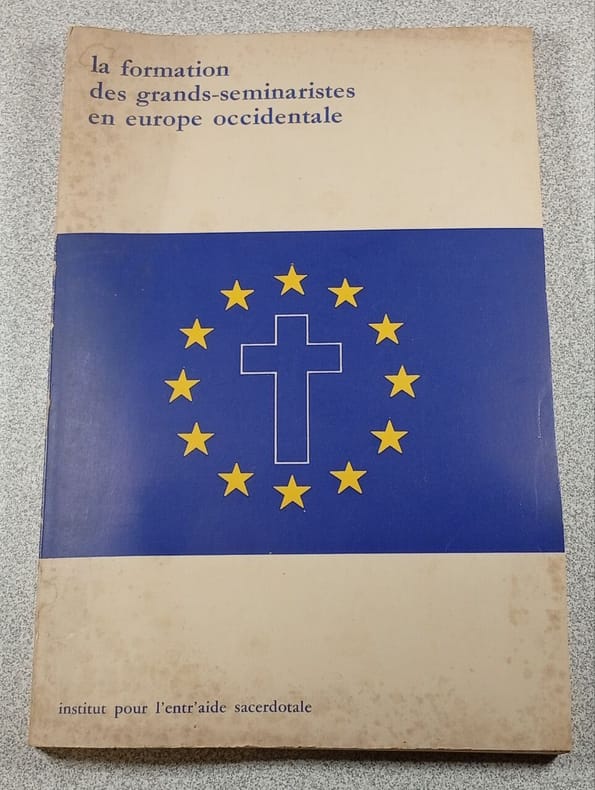 la formation
des grands-seminaristes
en europe occidentale
institut pour l'entr'aide sacerdotale